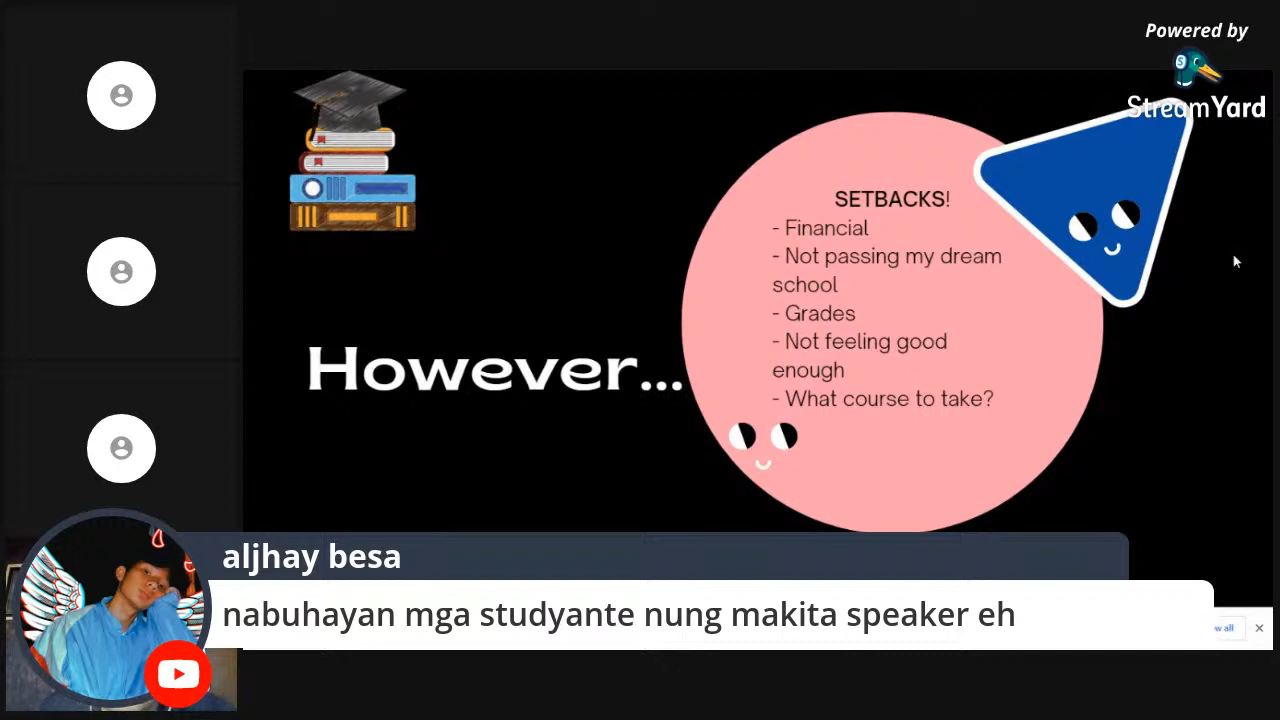 Powered by
StreamYard
SETBACKS!
- Financial
- Not passing my dream
school
- Grades
- Not feeling good
enough
- What course to take?
However...
aljhay besa
nabuhayan mga studyante nung makita speaker eh
all